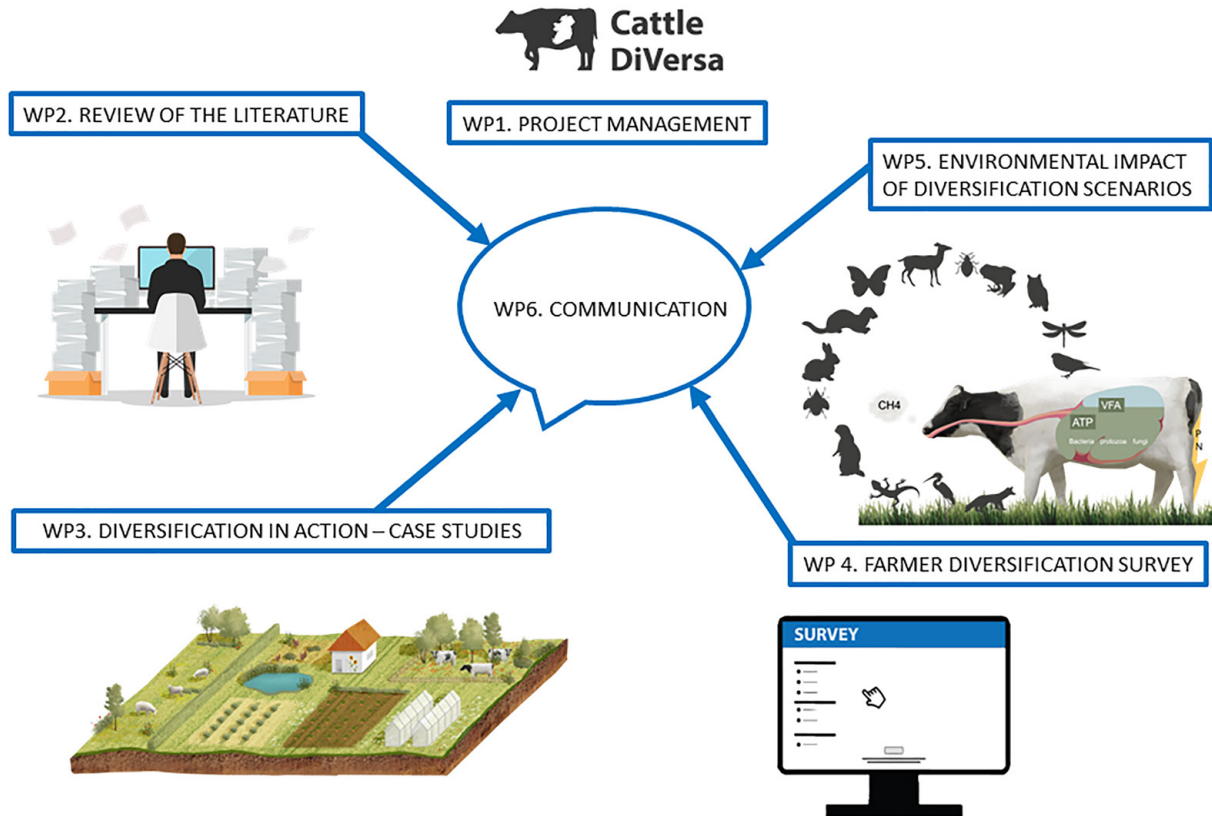 Cattle
DiVersa
WP2. REVIEW OF THE LITERATURE
WP1. PROJECT MANAGEMENT
WP5. ENVIRONMENTAL IMPACT
OF DIVERSIFICATION SCENARIOS
WP6. COMMUNICATION
CH4
VFA
ATP
Bacteria protozoa fungi
P
N
WP3. DIVERSIFICATION IN ACTION – CASE STUDIES
WP 4. FARMER DIVERSIFICATION SURVEY
SURVEY